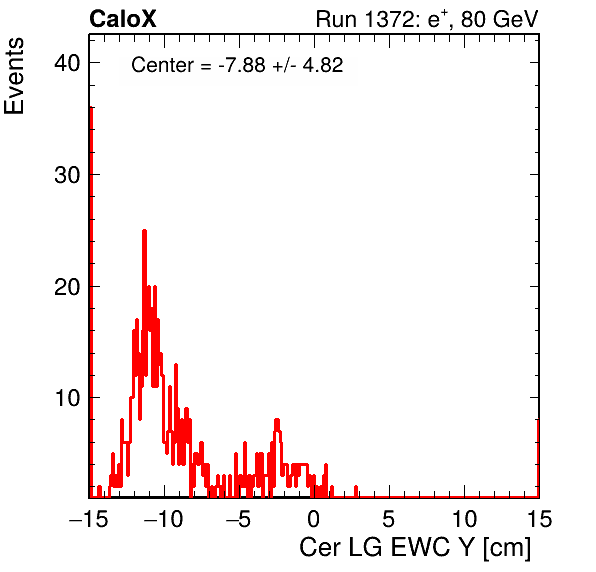 CaloX Run 1372: e+, 80 GeV
Events
Center = -7.88 +/- 4.82
40
30
20
10
−15 −10 −5 0 5 10 15
Cer LG EWC Y [cm]